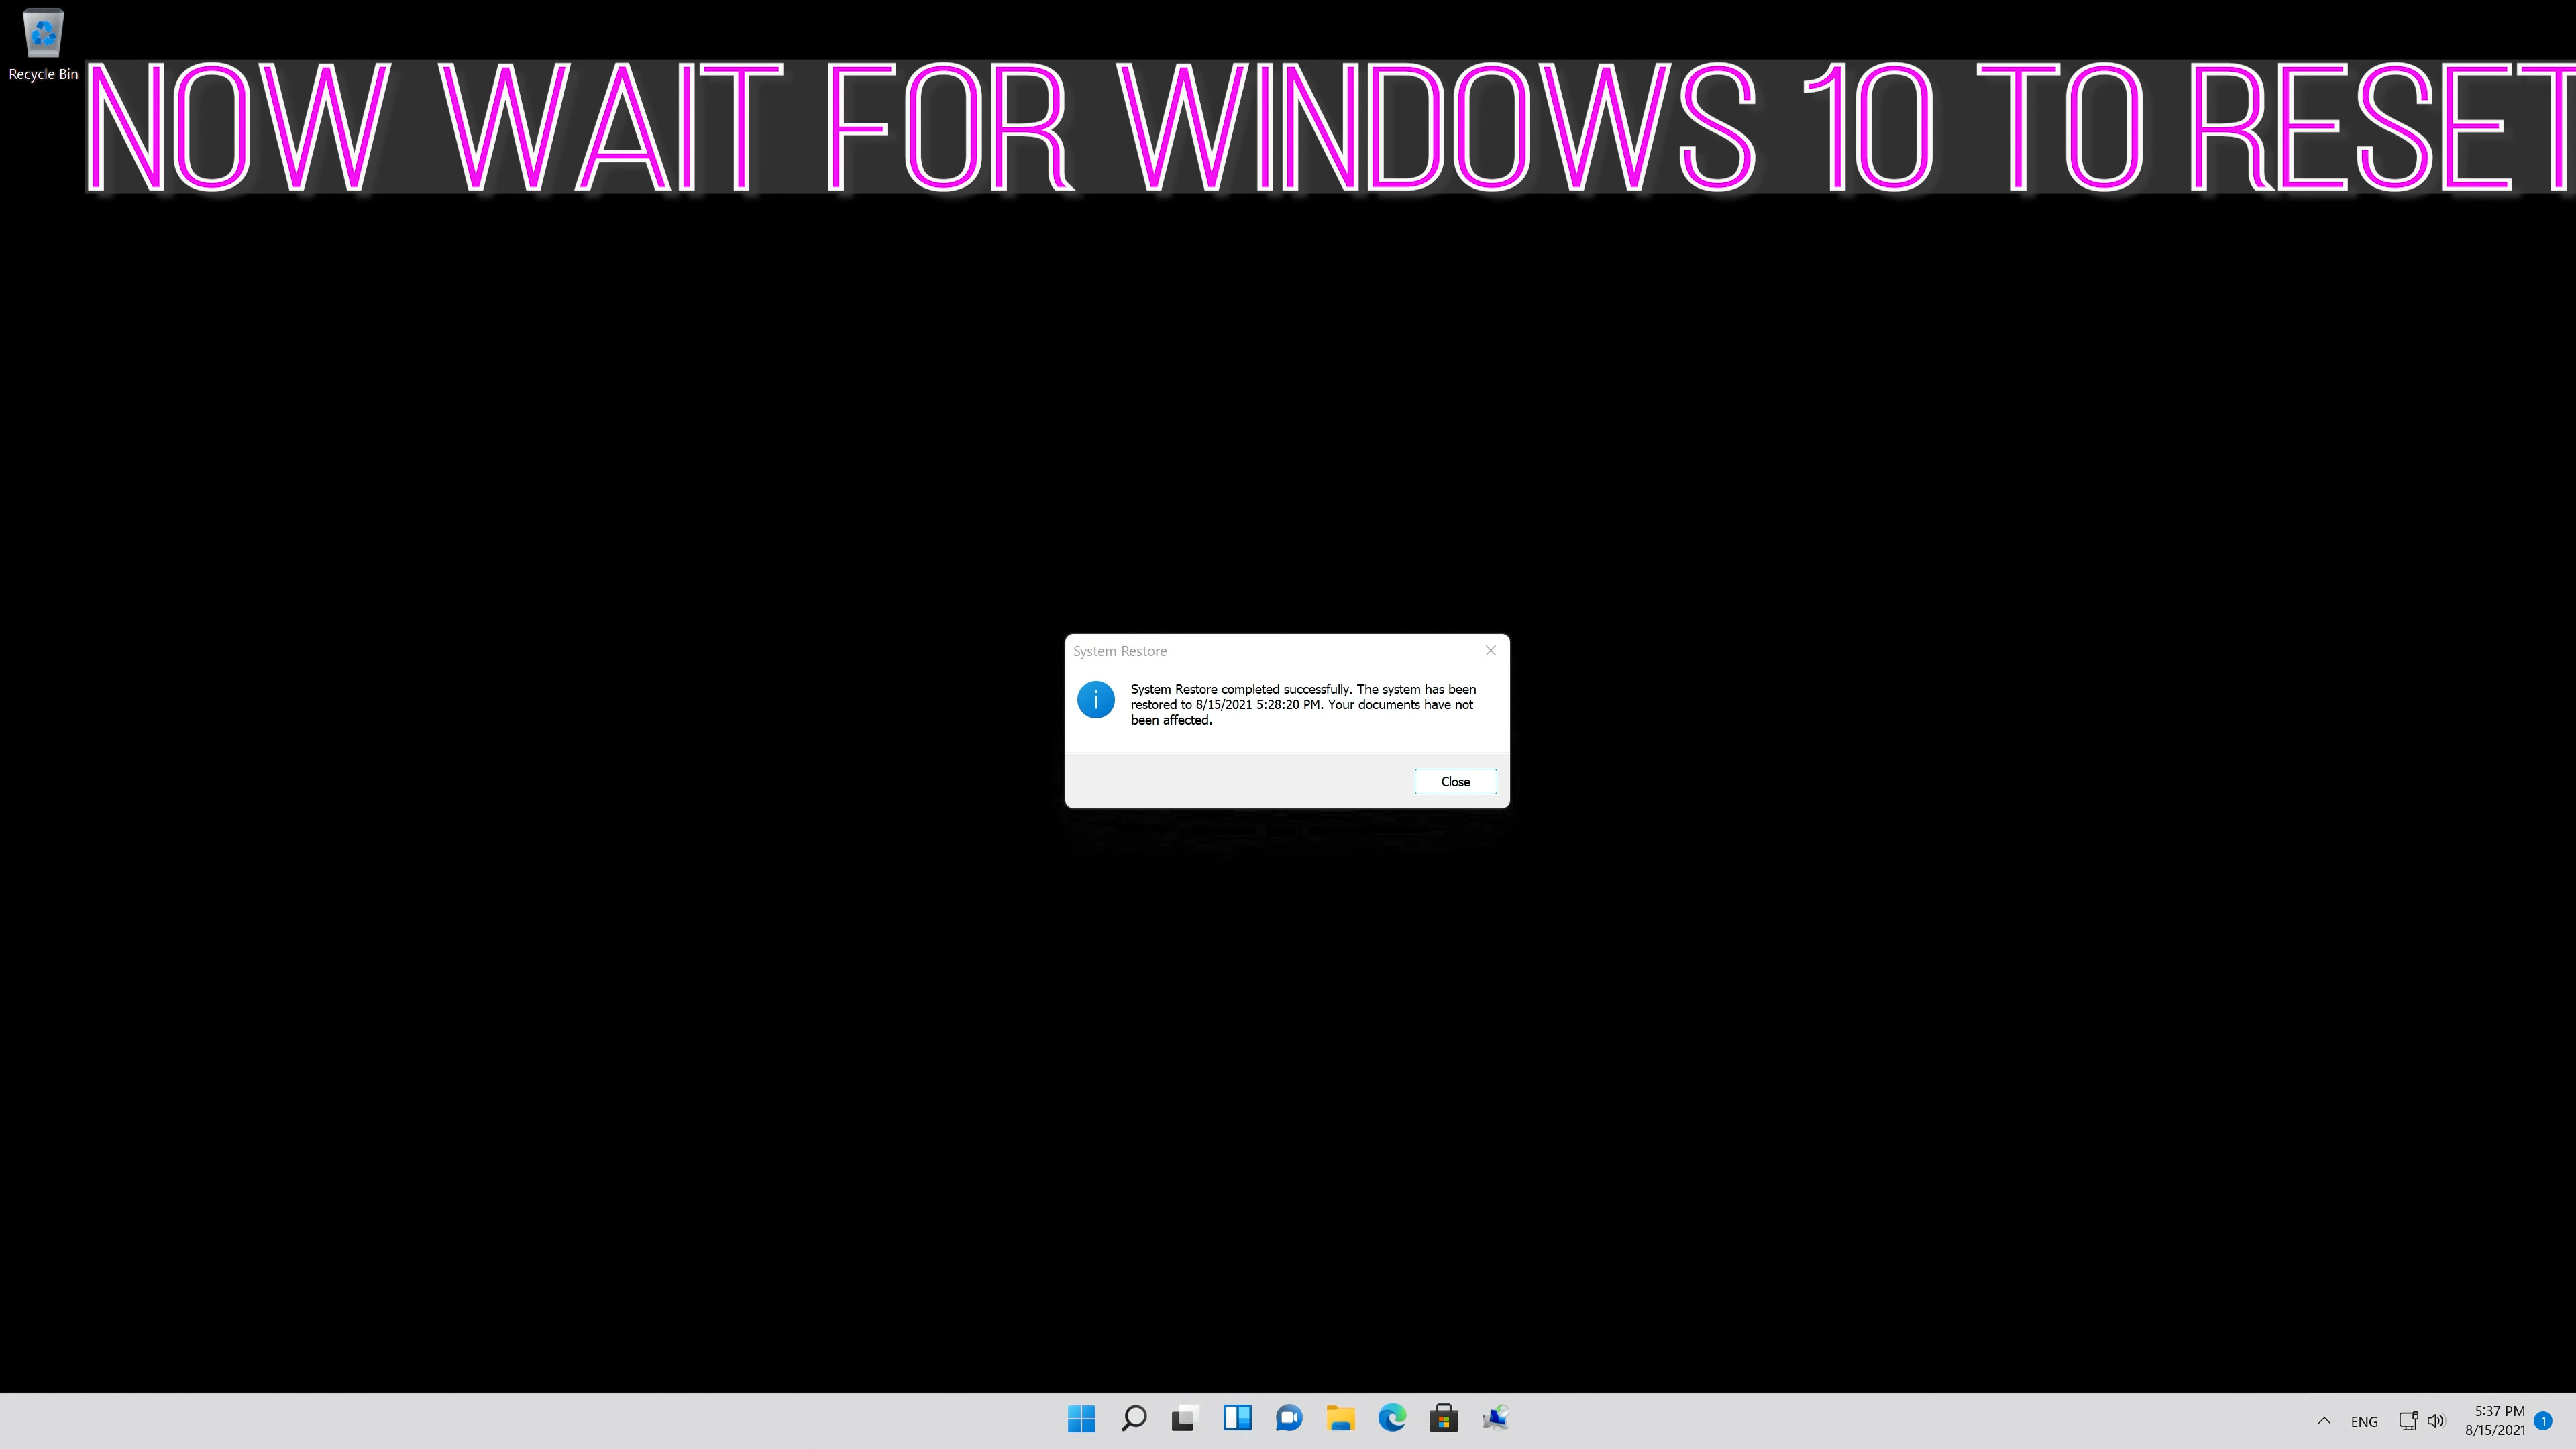 Recycle Bin
NOW WAIT FOR WINDOWS 10 TO RESET
System Restore
System Restore completed successfully. The system has been
restored to 8/15/2021 5:28:20 PM. Your documents have not
been affected.
Close
ENG
5:37 PM
8/15/2021
1